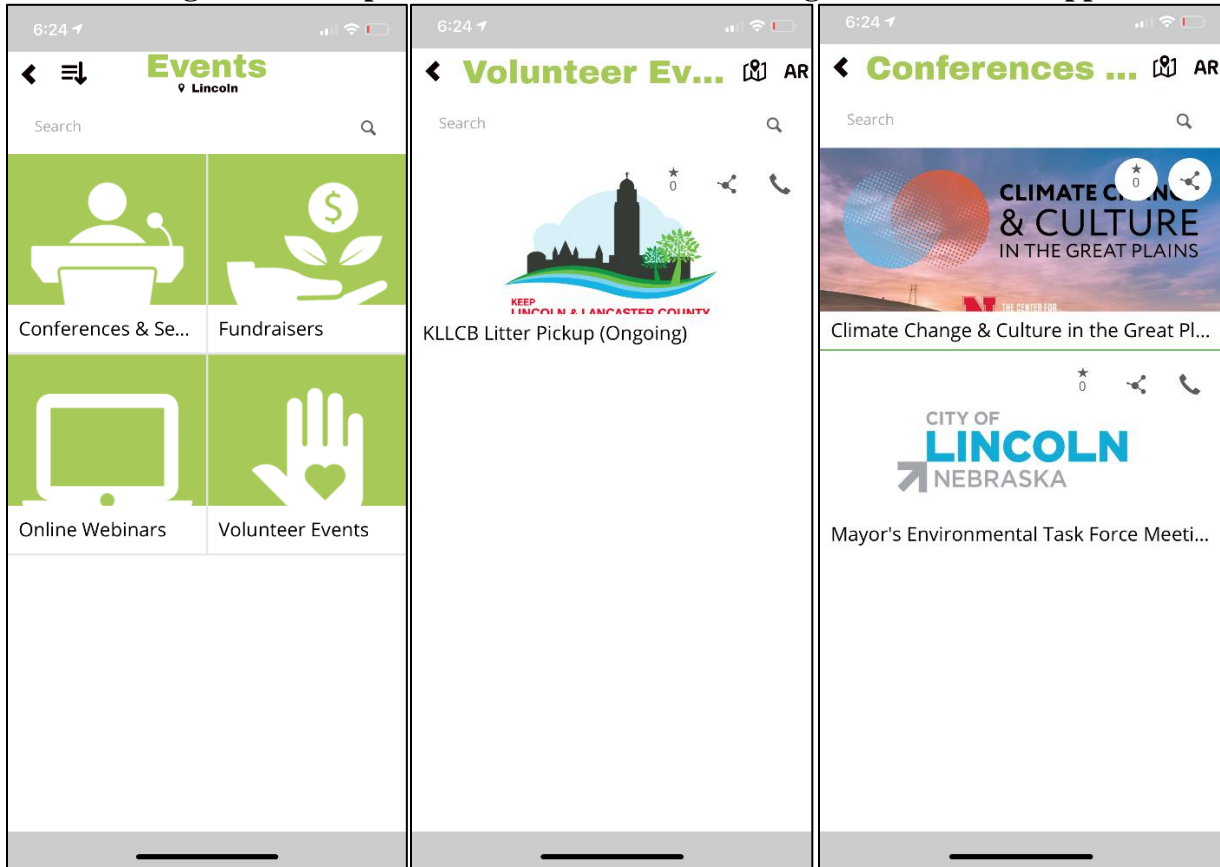 6:24
Events
Lincoln
Search
Conferences & Se...
Fundraisers
Online Webinars
Volunteer Events
6:24
Volunteer Ev...
AR
Search
0
KEEP
LINCOLN & LANCASTER COUNTY
KLLCB Litter Pickup (Ongoing)
6:24
Conferences ...
AR
Search
0
CLIMATE
& CULTURE
IN THE GREAT PLAINS
N
THE CENTER FOR
Climate Change & Culture in the Great Pl...
0
CITY OF
LINCOLN
NEBRASKA
Mayor's Environmental Task Force Meeti...